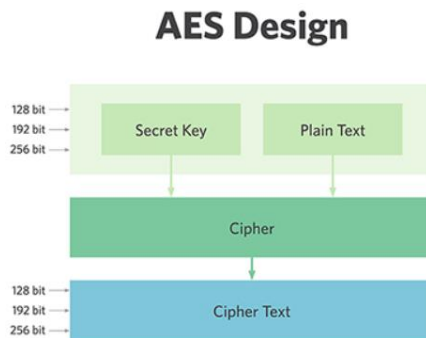 AES Design
128 bit
192 bit
256 bit
Secret Key
Plain Text
Cipher
128 bit
192 bit
256 bit
Cipher Text